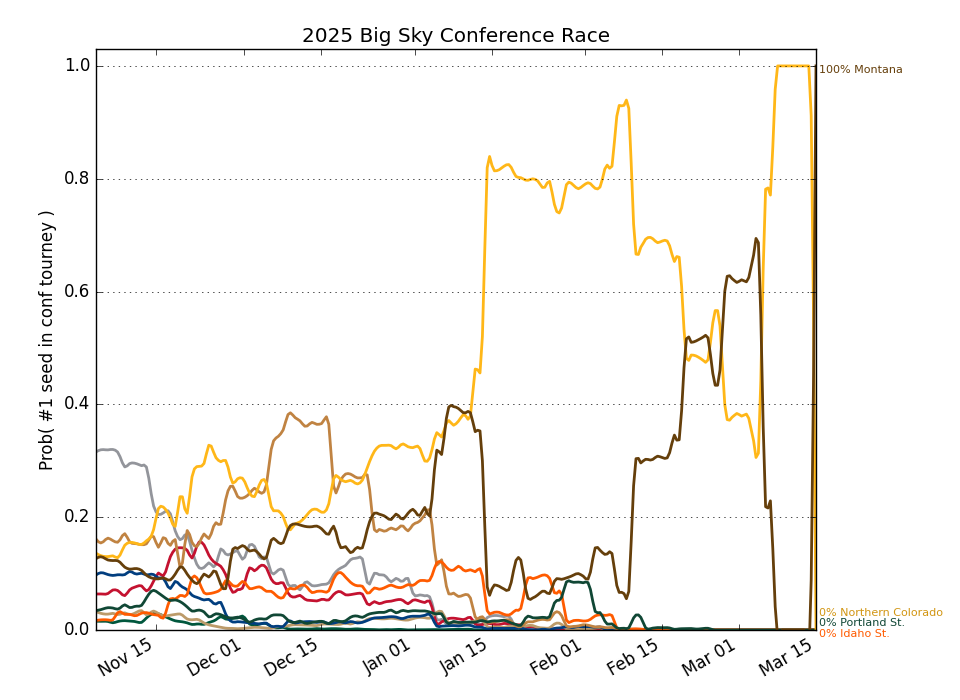 2025 Big Sky Conference Race
Prob( #1 seed in conf tourney )
1.0
0.8
0.6
0.4
0.2
0.0
100% Montana
0% Northern Colorado
0% Portland St.
0% Idaho St.
Nov 15
Dec 01
Dec 15
Jan 01
Jan 15
Feb 01
Feb 15
Mar 01
Mar 15